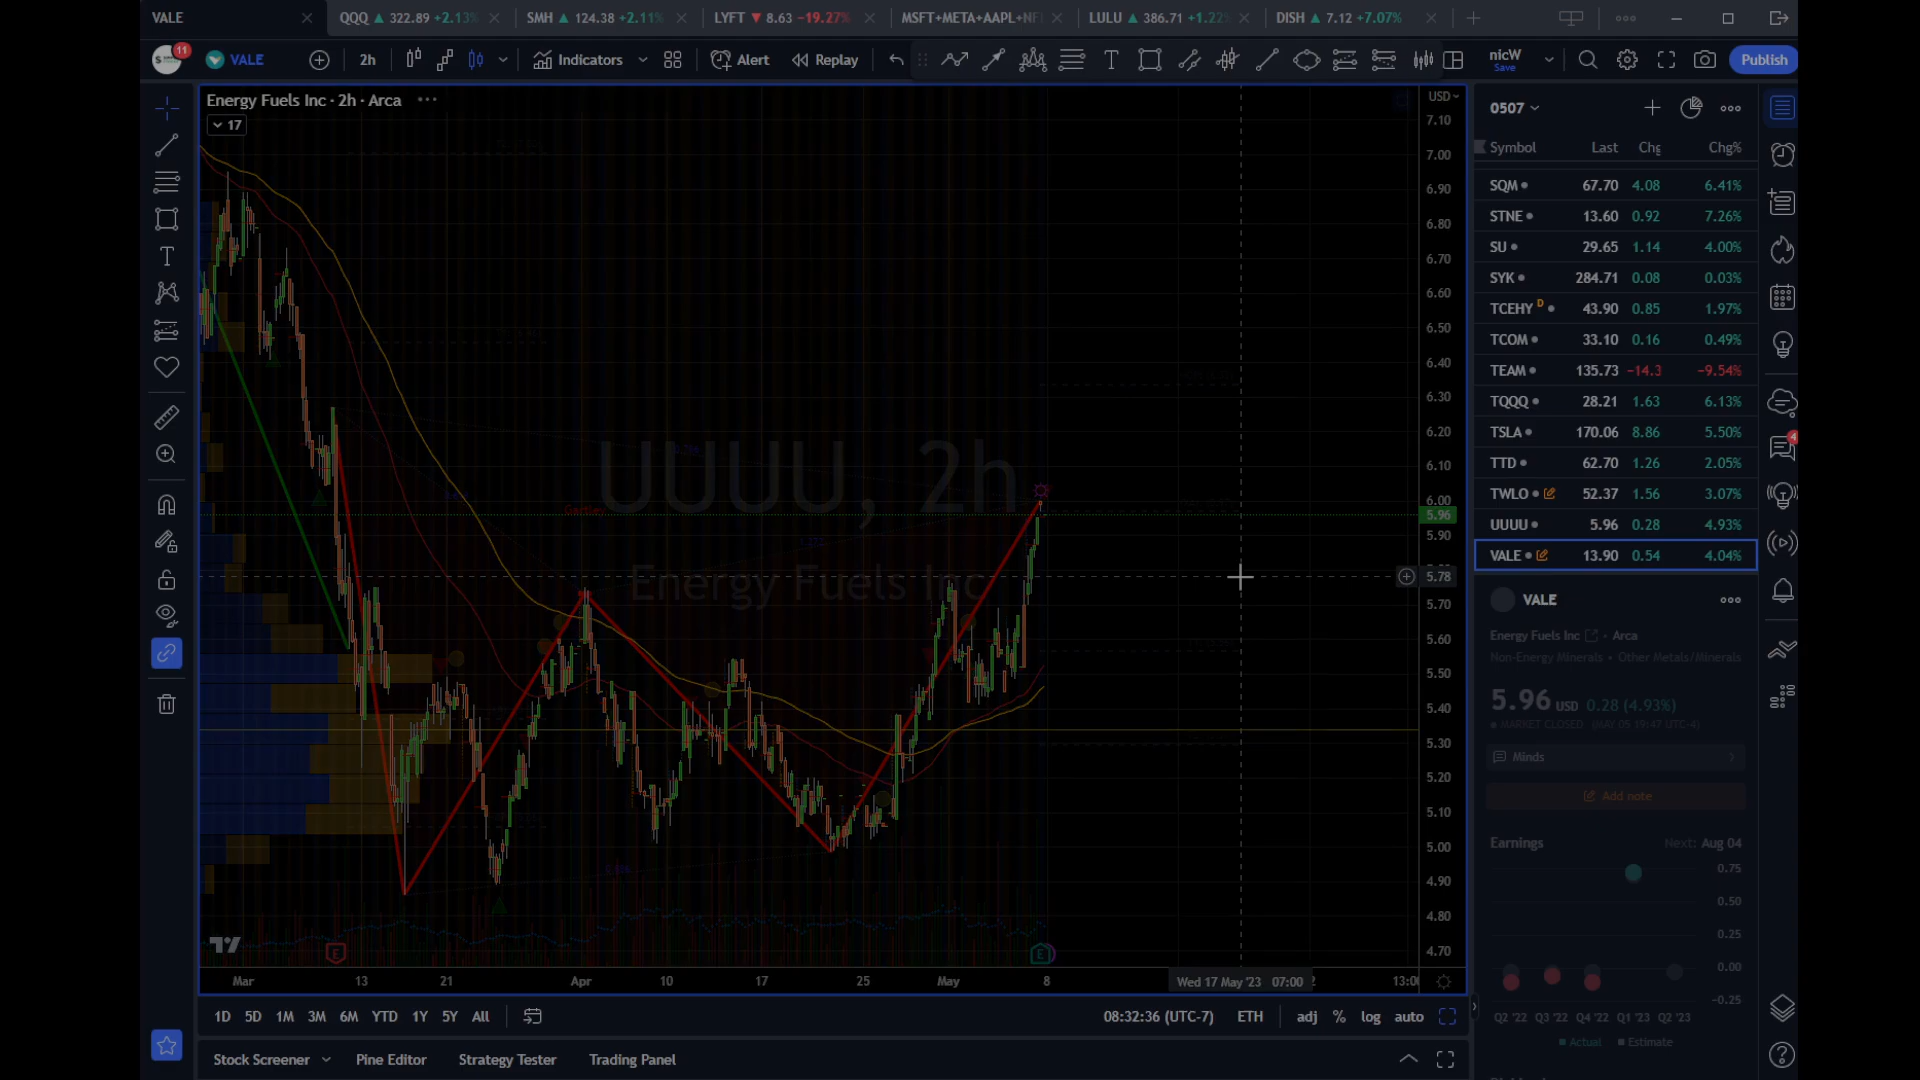 VALE
QQQ ▲ 322.89 +2.13%
SMH ▲ 124.38 +2.11%
LYFT ▼ 8.63 −19.27%
MSFT+META+AAPL+NF
LULU ▲ 386.71 +1.22%
DISH ▲ 7.12 +7.07%
11
VALE
2h
Indicators
Alert
Replay
nicW
Save
Publish
Energy Fuels Inc · 2h · Arca
17
USD
7.10
7.00
6.90
6.80
6.70
6.60
6.50
6.40
6.30
6.20
6.10
6.00
5.96
5.90
5.78
5.70
5.60
5.50
5.40
5.30
5.20
5.10
5.00
4.90
4.80
4.70
UUUU, 2h
Energy Fuels Inc
Gartley
Mar
13
21
Apr
10
17
25
May
8
Wed 17 May '23 07:00
13:00
1D
5D
1M
3M
6M
YTD
1Y
5Y
All
08:32:36 (UTC-7)
ETH
adj
%
log
auto
Stock Screener
Pine Editor
Strategy Tester
Trading Panel
0507
Symbol Last Chg Chg%
SQM 67.70 4.08 6.41%
STNE 13.60 0.92 7.26%
SU 29.65 1.14 4.00%
SYK 284.71 0.08 0.03%
TCEHY D 43.90 0.85 1.97%
TCOM 33.10 0.16 0.49%
TEAM 135.73 −14.3 −9.54%
TQQQ 28.21 1.63 6.13%
TSLA 170.06 8.86 5.50%
TTD 62.70 1.26 2.05%
TWLO 52.37 1.56 3.07%
UUUU 5.96 0.28 4.93%
VALE 13.90 0.54 4.04%
4
VALE
Energy Fuels Inc · Arca
Non-Energy Minerals • Other Metals/Minerals
5.96 USD 0.28 (4.93%)
MARKET CLOSED (MAY 05 19:47 UTC-4)
Minds
Add note
Earnings
Next: Aug 04
0.75
0.50
0.25
0.00
−0.25
Q2 '22 Q3 '22 Q4 '22 Q1 '23 Q2 '23
Actual Estimate